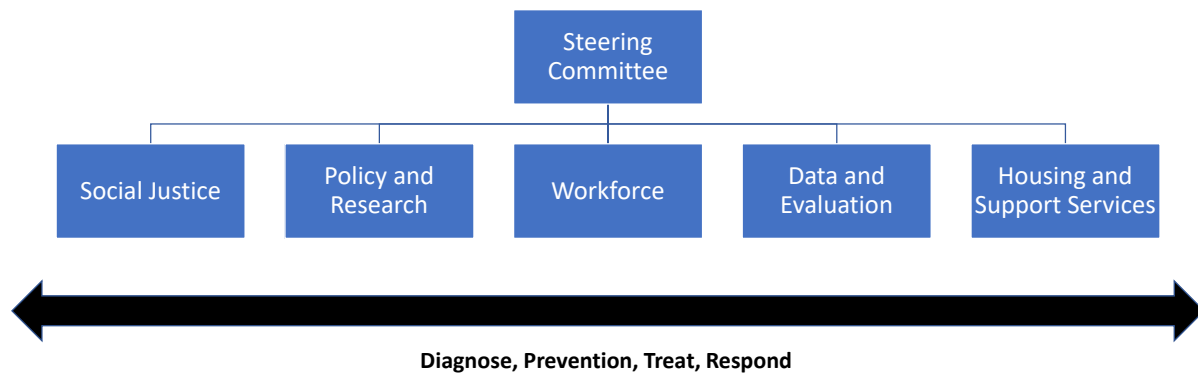 Steering
Committee
Social Justice
Policy and
Research
Workforce
Data and
Evaluation
Housing and
Support Services
Diagnose, Prevention, Treat, Respond